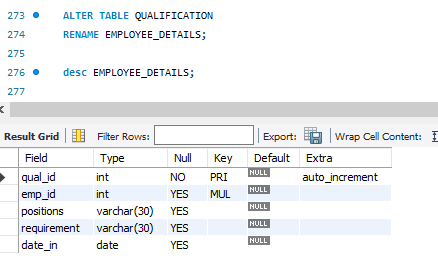 273 ALTER TABLE QUALIFICATION
274 RENAME EMPLOYEE_DETAILS;
275
276 desc EMPLOYEE_DETAILS;
277
Result Grid Filter Rows: Export: Wrap Cell Content:
Field Type Null Key Default Extra
qual_id int NO PRI NULL auto_increment
emp_id int YES MUL NULL
positions varchar(30) YES NULL
requirement varchar(30) YES NULL
date_in date YES NULL